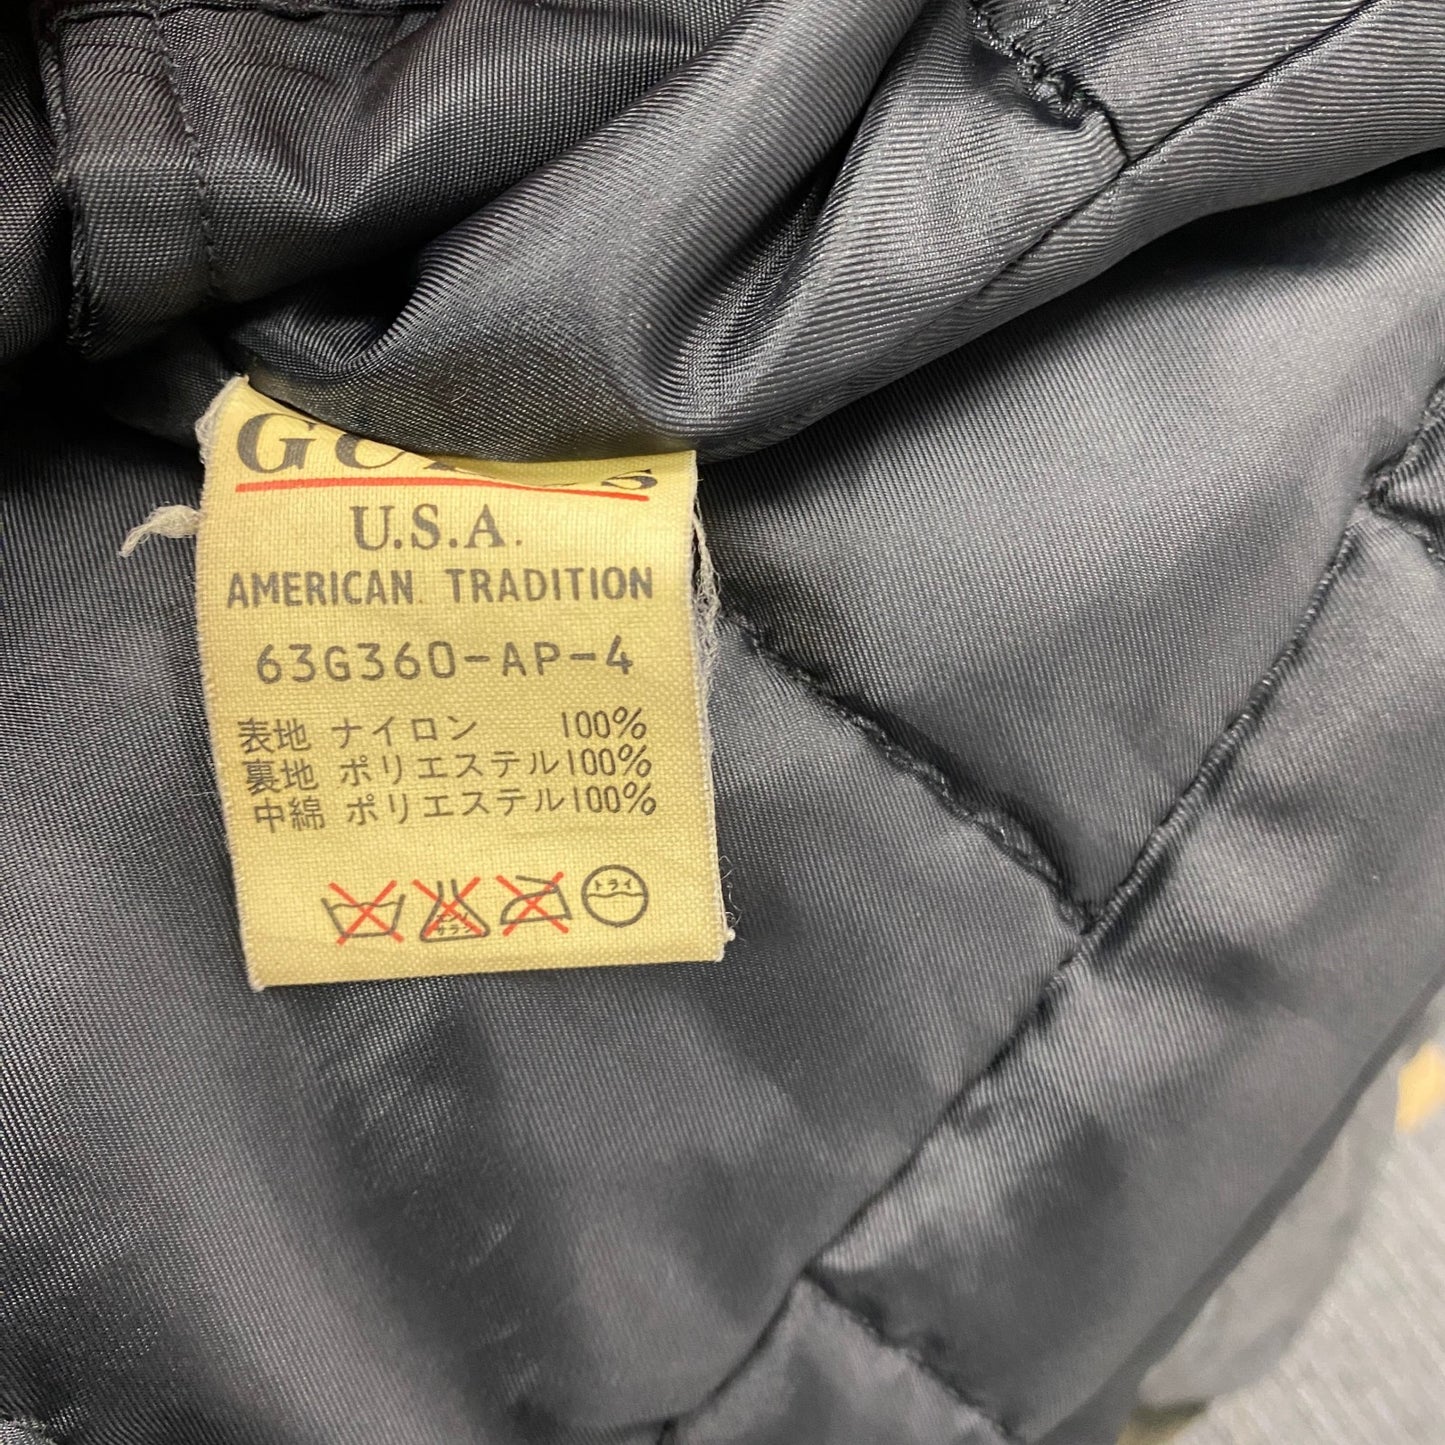 U.S.A.
AMERICAN TRADITION
63G360-AP-4
表地 ナイロン 100%
裏地 ポリエステル100%
中綿 ポリエステル100%
トライ